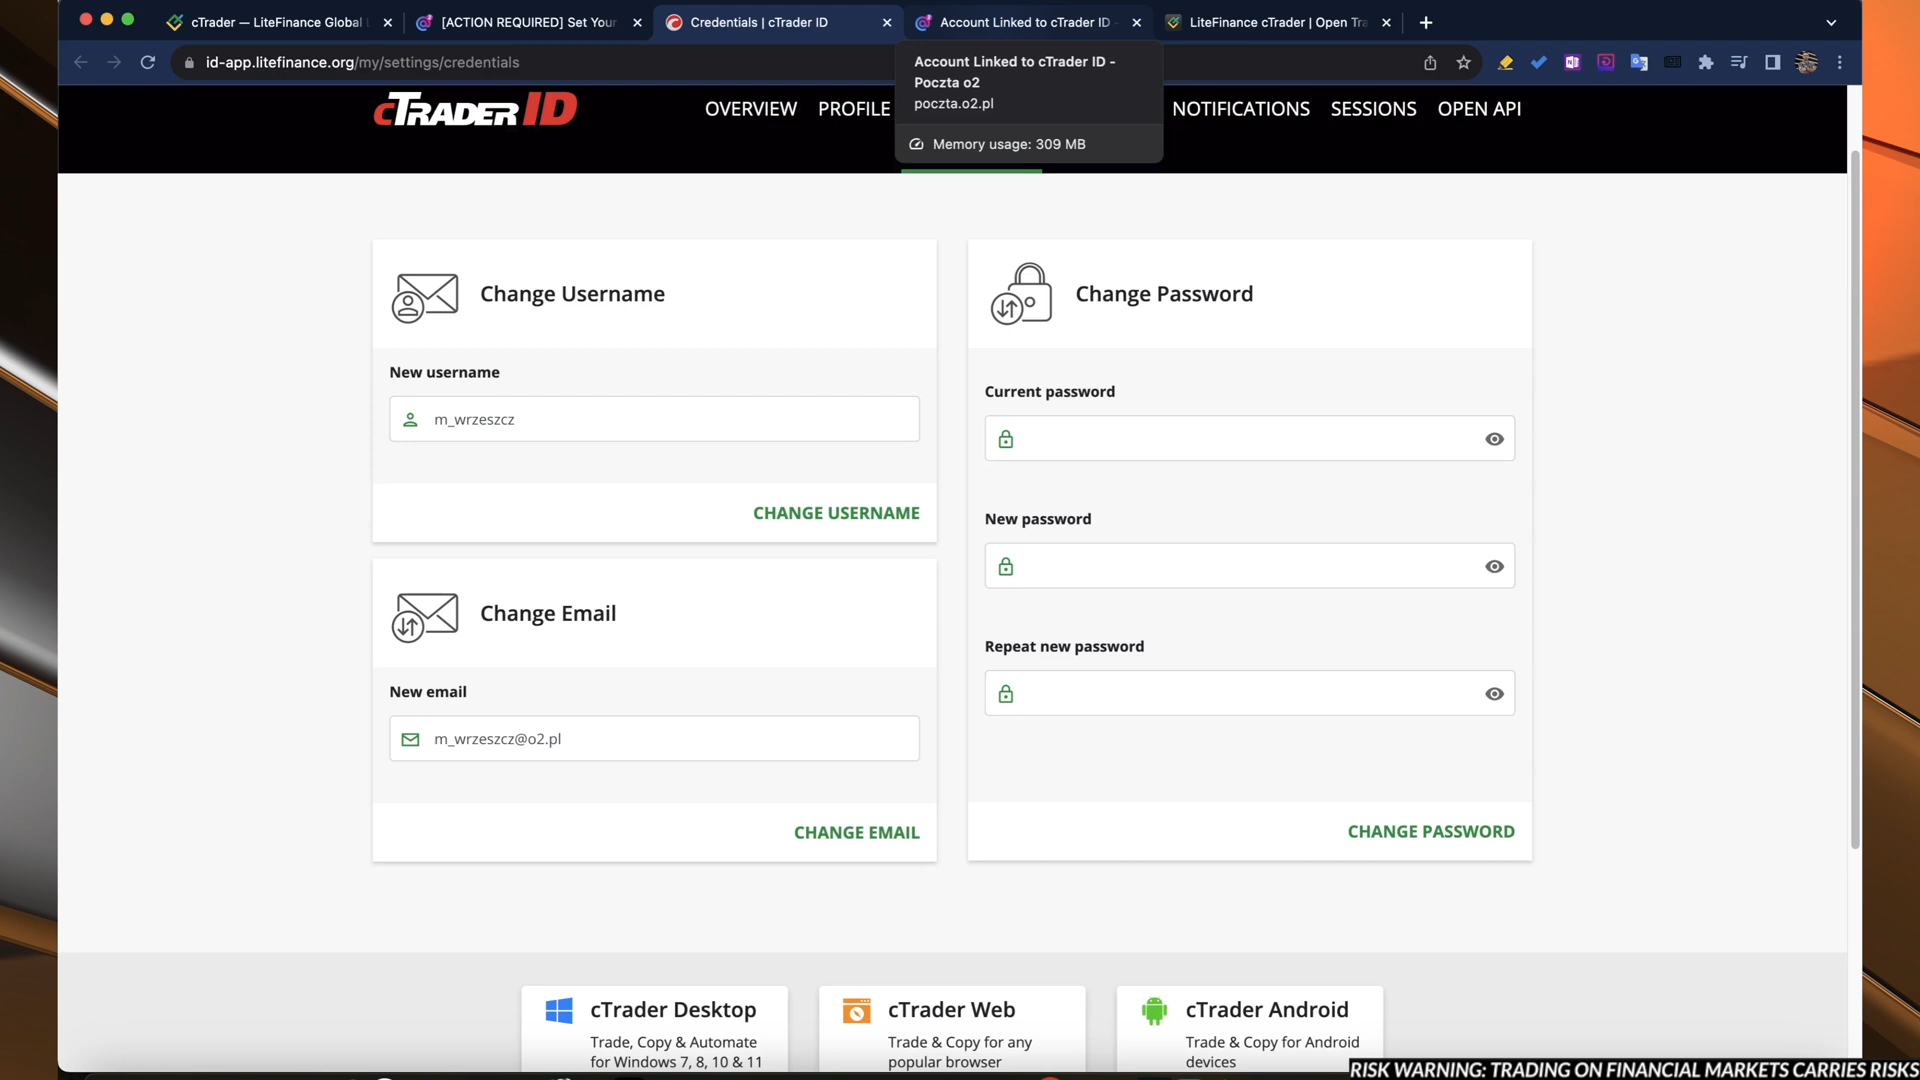 cTrader — LiteFinance Global
[ACTION REQUIRED] Set Your
Credentials | cTrader ID
Account Linked to cTrader ID -
LiteFinance cTrader | Open Tra
id-app.litefinance.org/my/settings/credentials
Account Linked to cTrader ID -
Poczta o2
poczta.o2.pl
Memory usage: 309 MB
cTRADER ID
OVERVIEW PROFILE NOTIFICATIONS SESSIONS OPEN API
Change Username
New username
m_wrzeszcz
CHANGE USERNAME
Change Email
New email
m_wrzeszcz@o2.pl
CHANGE EMAIL
Change Password
Current password
New password
Repeat new password
CHANGE PASSWORD
cTrader Desktop
Trade, Copy & Automate
for Windows 7, 8, 10 & 11
cTrader Web
Trade & Copy for any
popular browser
cTrader Android
Trade & Copy for Android
devices
RISK WARNING: TRADING ON FINANCIAL MARKETS CARRIES RISKS